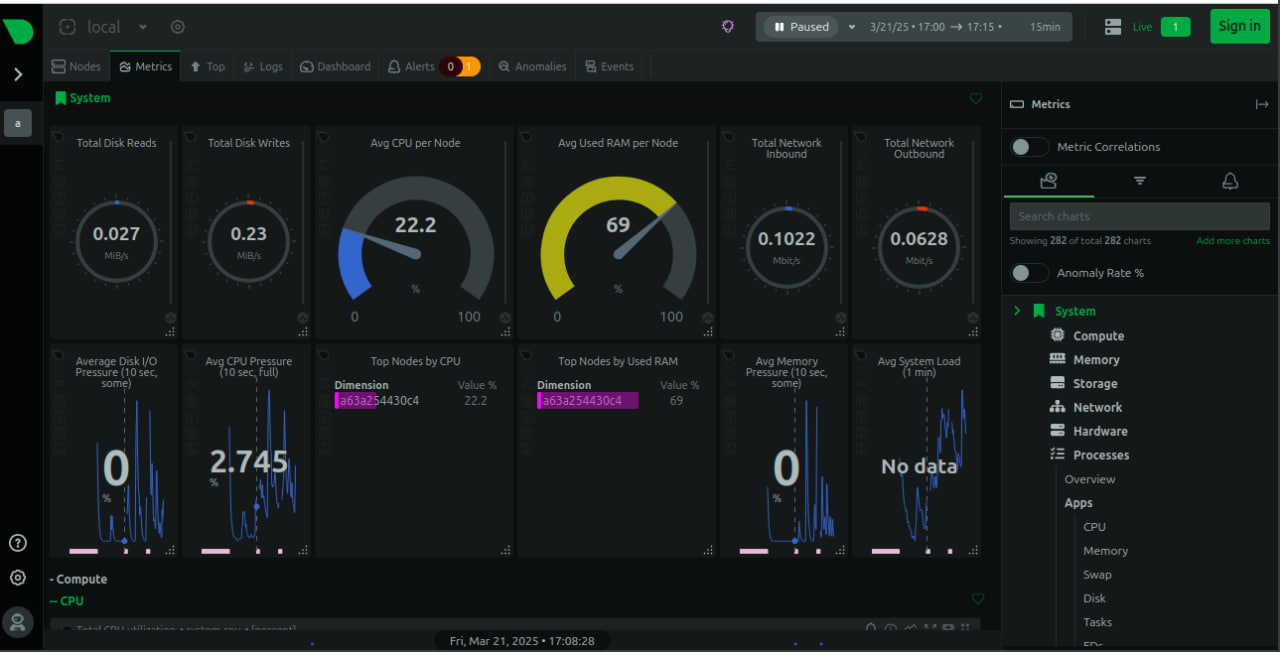 local
Paused
3/21/25 • 17:00 → 17:15 •
15min
Live
1
Sign in
a
Nodes
Metrics
Top
Logs
Dashboard
Alerts
0
1
Anomalies
Events
System
Total Disk Reads
0.027
MiB/s
Total Disk Writes
0.23
MiB/s
Avg CPU per Node
22.2
%
0
100
Avg Used RAM per Node
69
%
0
100
Total Network
Inbound
0.1022
Mbit/s
Total Network
Outbound
0.0628
Mbit/s
Average Disk I/O
Pressure (10 sec,
some)
0
%
Avg CPU Pressure
(10 sec, full)
2.745
%
Top Nodes by CPU
Dimension
Value %
a63a254430c4
22.2
Top Nodes by Used RAM
Dimension
Value %
a63a254430c4
69
Avg Memory
Pressure (10 sec,
some)
0
%
Avg System Load
(1 min)
No data
- Compute
-- CPU
Total CPU utilization • system.cpu • [percent]
Fri, Mar 21, 2025 • 17:08:28
Metrics
Metric Correlations
Search charts
Showing 282 of total 282 charts
Add more charts
Anomaly Rate %
System
Compute
Memory
Storage
Network
Hardware
Processes
Overview
Apps
CPU
Memory
Swap
Disk
Tasks
FDs